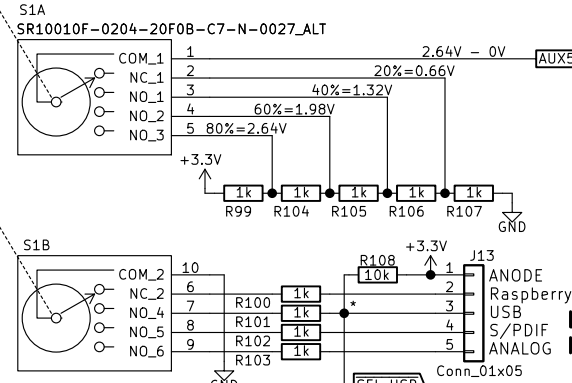 S1A
SR10010F-0204-20F0B-C7-N-0027_ALT
COM_1 1 2.64V - 0V AUX5
NC_1 2 20%=0.66V
NO_1 3 40%=1.32V
NO_2 4 60%=1.98V
NO_3 5 80%=2.64V
+3.3V
1k 1k 1k 1k 1k
R99 R104 R105 R106 R107
GND
S1B
+3.3V
R108 J13
COM_2 10 10k 1 ANODE
NC_2 6 1k 2 Raspberry
R100
NO_4 7 1k * 3 USB
R101
NO_5 8 1k 4 S/PDIF
R102
NO_6 9 1k 5 ANALOG
R103
Conn_01x05